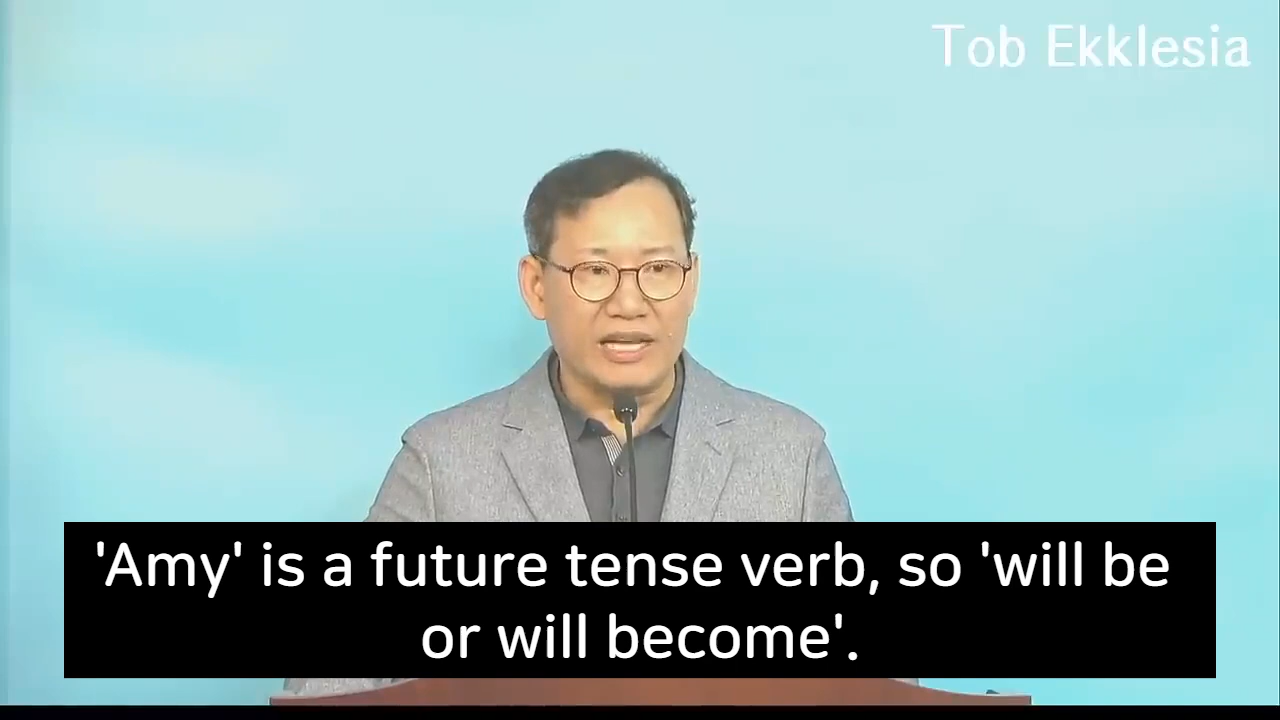 Tob Ekklesia
'Amy' is a future tense verb, so 'will be
or will become'.